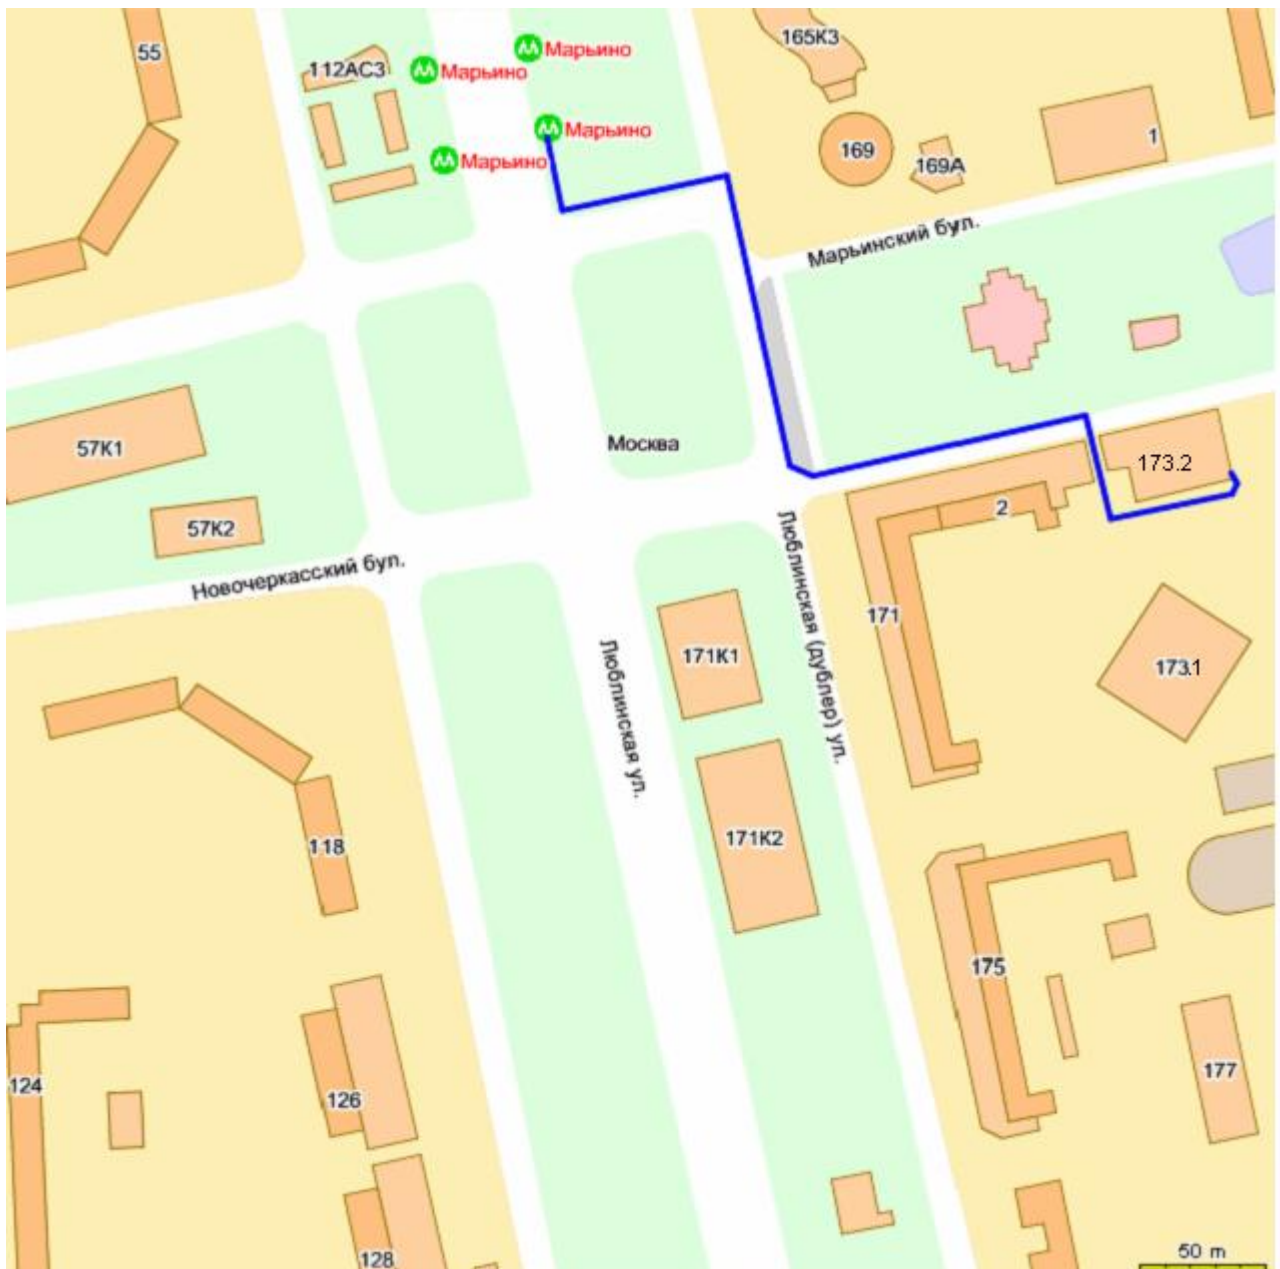 165К3
55
Марьино
112АС3
Марьино
Марьино
1
169
Марьино
169А
Марьинский бул.
57К1
Москва
173.2
2
57К2
Новочеркасский бул.
Люблинская (дублер) ул.
171
171К1
173.1
Люблинская ул.
171К2
118
175
177
124
126
128
50 m